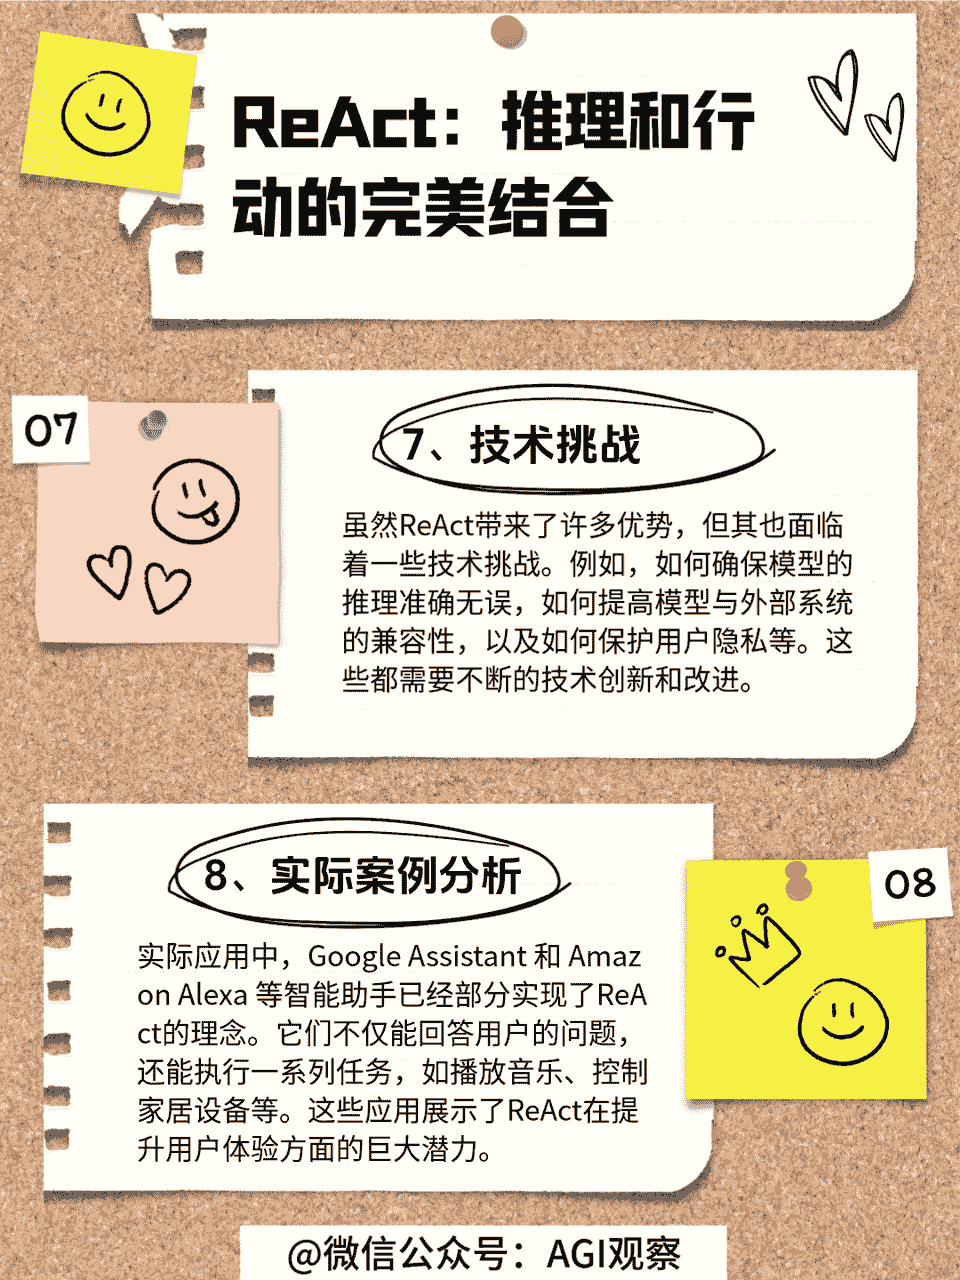 ReAct：推理和行
动的完美结合
07
7、技术挑战
虽然ReAct带来了许多优势，但其也面临
着一些技术挑战。例如，如何确保模型的
推理准确无误，如何提高模型与外部系统
的兼容性，以及如何保护用户隐私等。这
些都需要不断的技术创新和改进。
8、实际案例分析
08
实际应用中，Google Assistant 和 Amaz
on Alexa 等智能助手已经部分实现了ReA
ct的理念。它们不仅能回答用户的问题，
还能执行一系列任务，如播放音乐、控制
家居设备等。这些应用展示了ReAct在提
升用户体验方面的巨大潜力。
@微信公众号：AGI观察